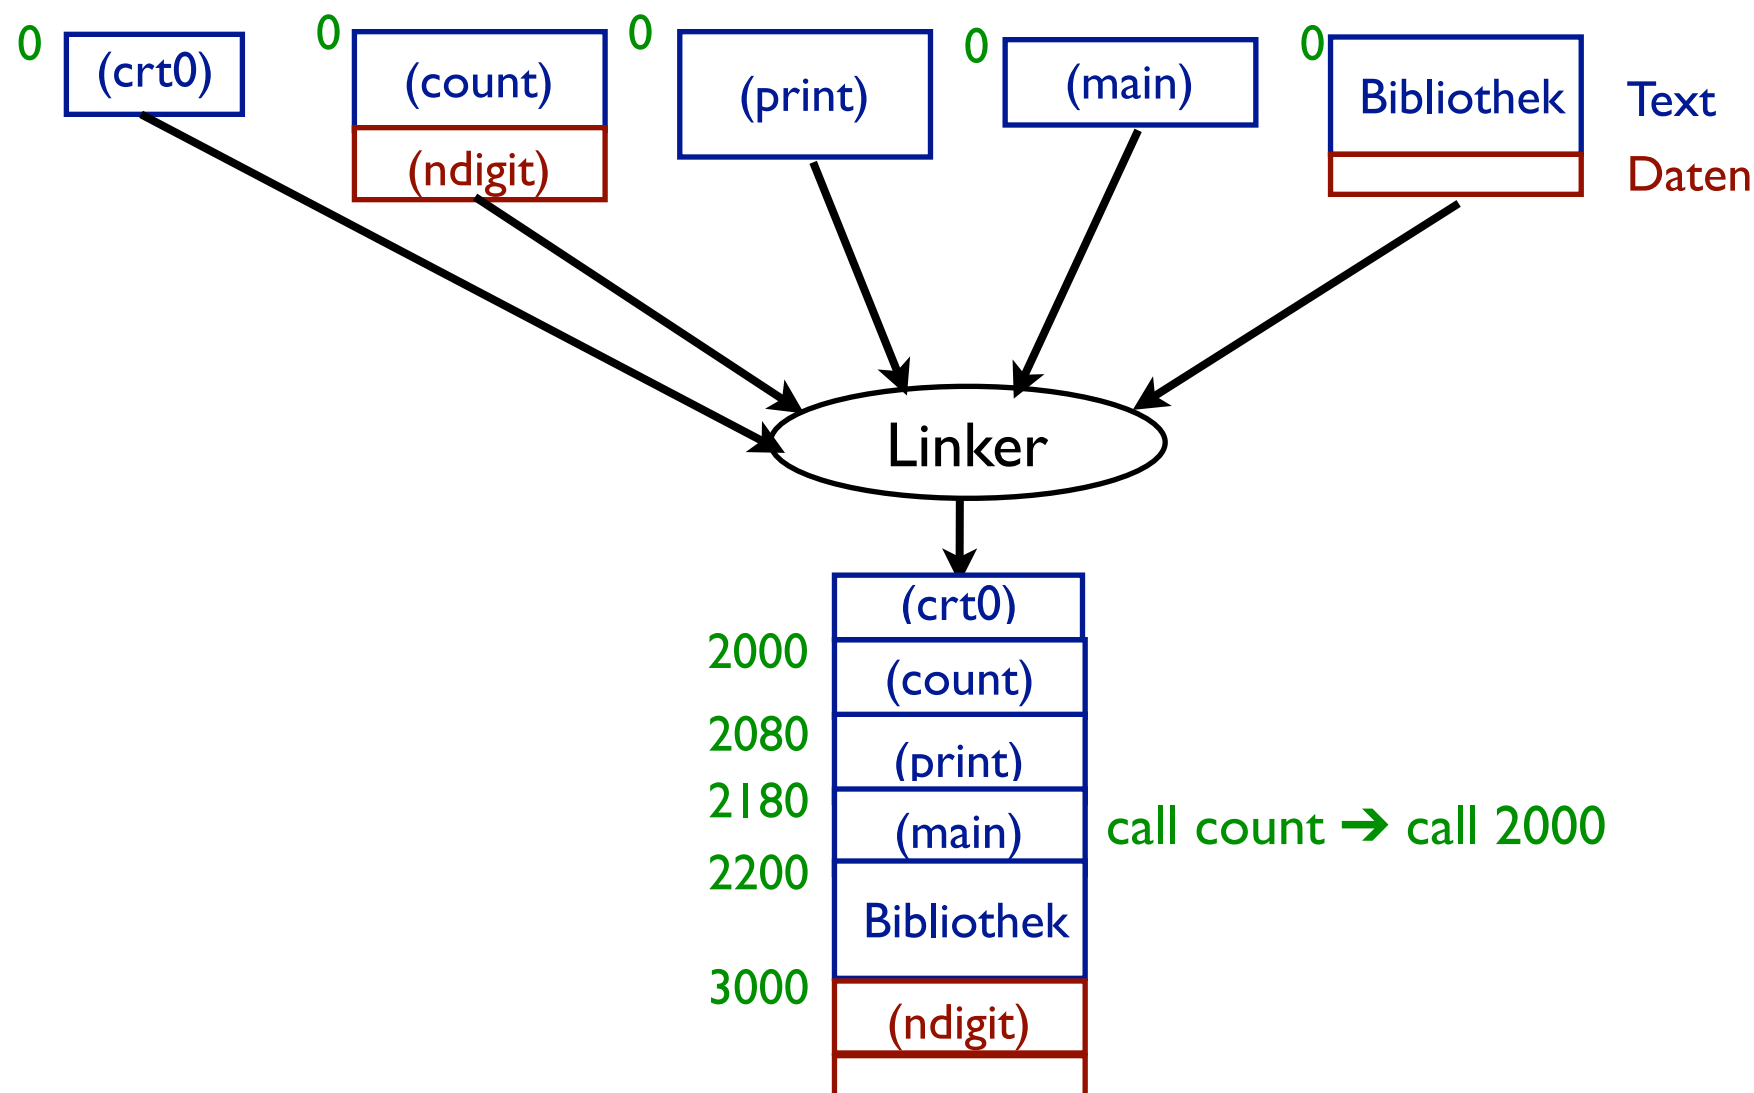 0 (crt0) 0 (count) 0 (print) 0 (main) 0 Bibliothek Text
(ndigit) Daten
Linker
(crt0)
2000
(count)
2080
(print)
2180
(main) call count ➔ call 2000
2200
Bibliothek
3000
(ndigit)